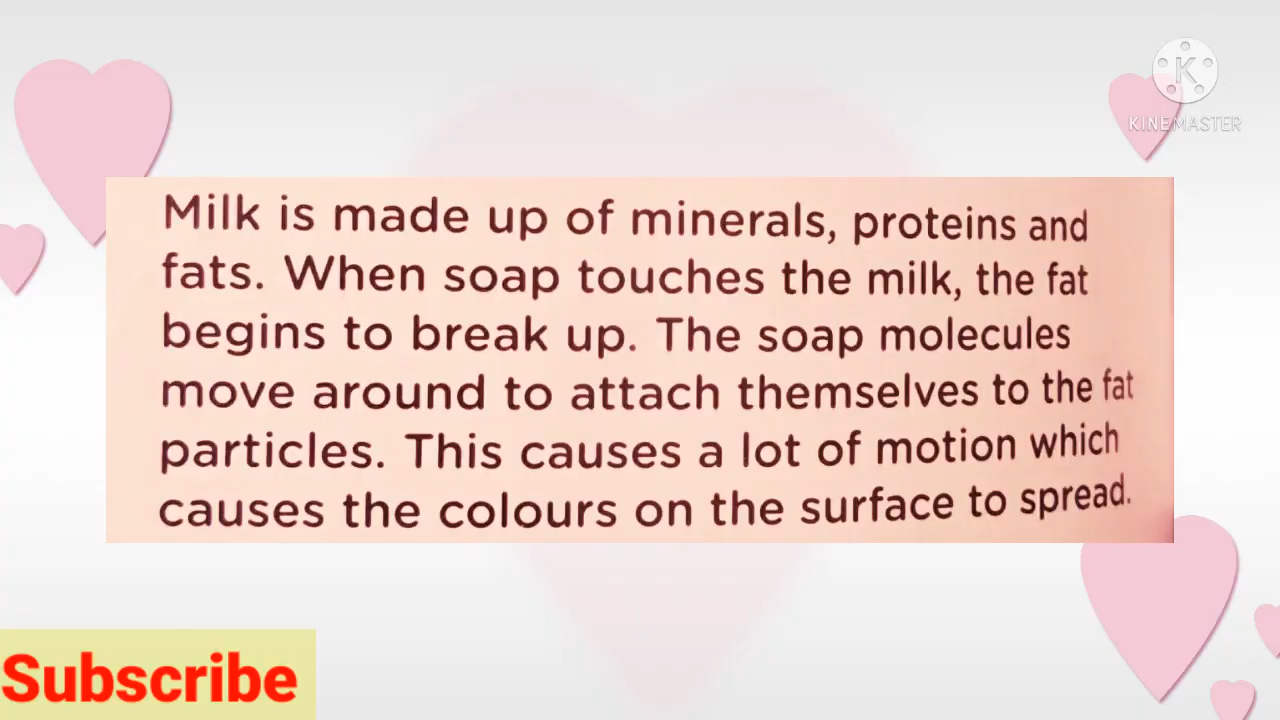 KINEMASTER
Milk is made up of minerals, proteins and
fats. When soap touches the milk, the fat
begins to break up. The soap molecules
move around to attach themselves to the fat
particles. This causes a lot of motion which
causes the colours on the surface to spread.
Subscribe